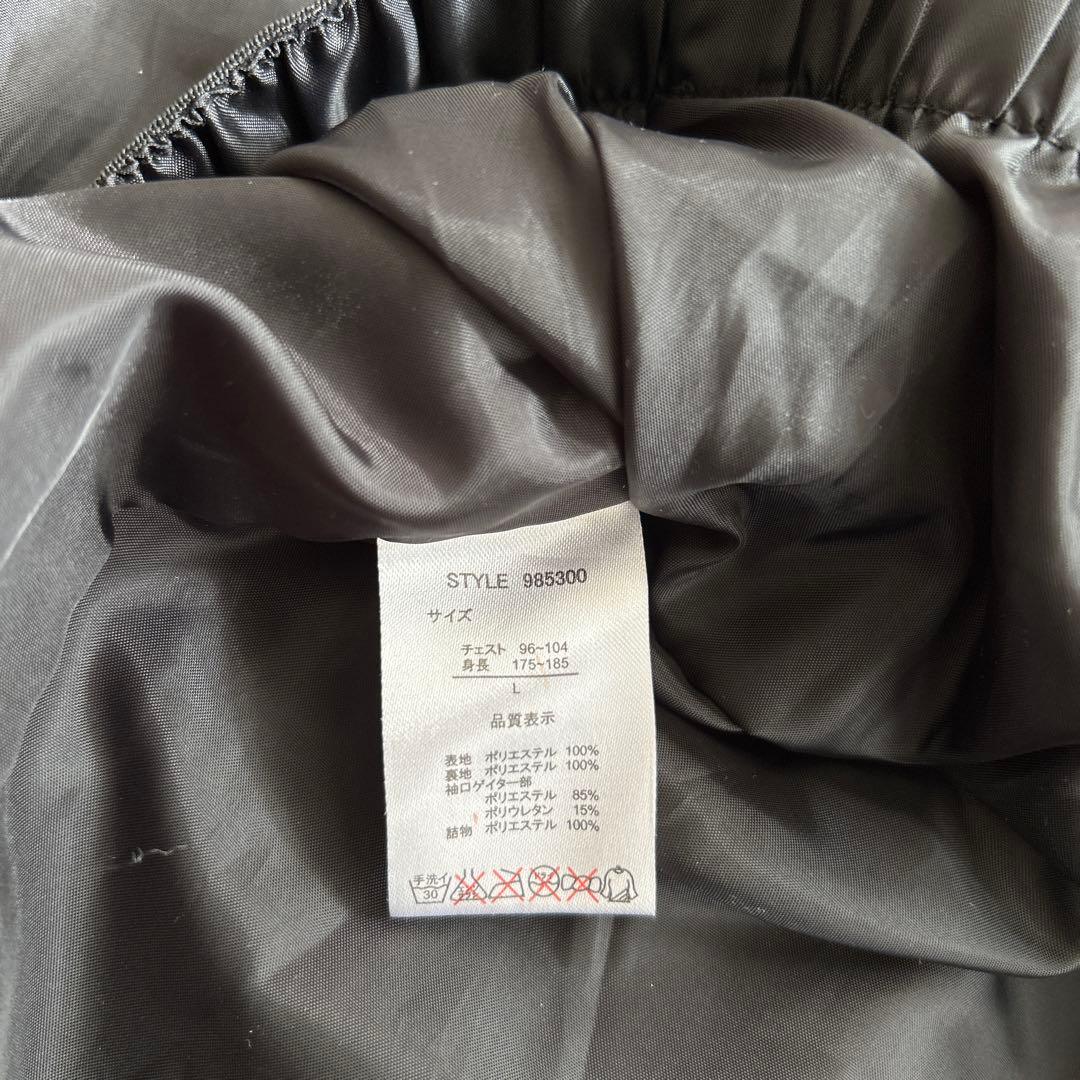 STYLE 985300
サイズ
チェスト 96~104
身長 175~185
L
品質表示
表地 ポリエステル 100%
裏地 ポリエステル 100%
袖口ゲイター部
ポリエステル 85%
ポリウレタン 15%
詰物 ポリエステル 100%
手洗イ
30